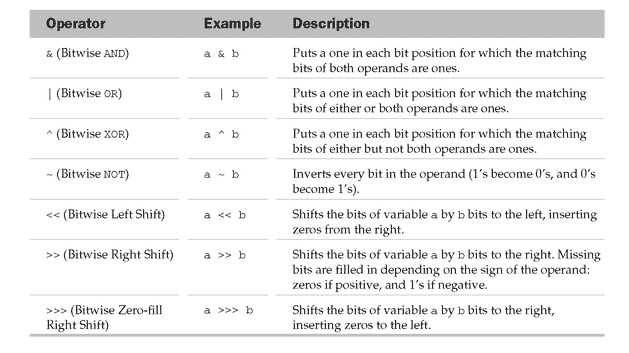 Operator Example Description
& (Bitwise AND) a & b Puts a one in each bit position for which the matching
bits of both operands are ones.
| (Bitwise OR) a | b Puts a one in each bit position for which the matching
bits of either or both operands are ones.
^ (Bitwise XOR) a ^ b Puts a one in each bit position for which the matching
bits of either but not both operands are ones.
~ (Bitwise NOT) a ~ b Inverts every bit in the operand (1's become 0's, and 0's
become 1's).
<< (Bitwise Left Shift) a << b Shifts the bits of variable a by b bits to the left, inserting
zeros from the right.
>> (Bitwise Right Shift) a >> b Shifts the bits of variable a by b bits to the right. Missing
bits are filled in depending on the sign of the operand:
zeros if positive, and 1's if negative.
>>> (Bitwise Zero-fill a >>> b Shifts the bits of variable a by b bits to the right,
Right Shift) inserting zeros to the left.